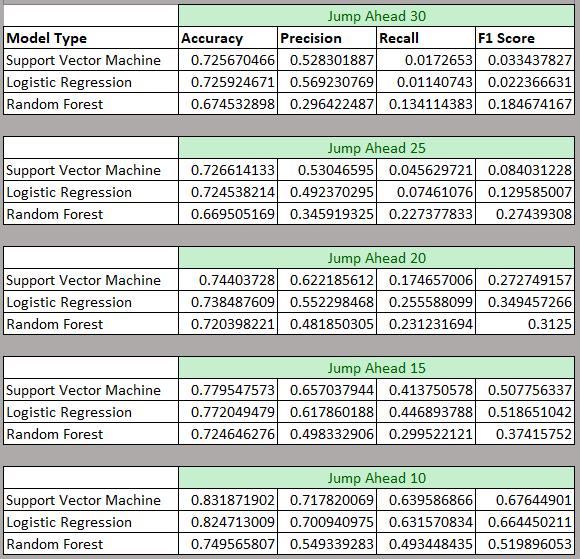 Jump Ahead 30
Model Type Accuracy Precision Recall F1 Score
Support Vector Machine 0.725670466 0.528301887 0.0172653 0.033437827
Logistic Regression 0.725924671 0.569230769 0.01140743 0.022366631
Random Forest 0.674532898 0.296422487 0.134114383 0.184674167
Jump Ahead 25
Support Vector Machine 0.726614133 0.53046595 0.045629721 0.084031228
Logistic Regression 0.724538214 0.492370295 0.07461076 0.129585007
Random Forest 0.669505169 0.345919325 0.227377833 0.27439308
Jump Ahead 20
Support Vector Machine 0.74403728 0.622185612 0.174657006 0.272749157
Logistic Regression 0.738487609 0.552298468 0.255588099 0.349457266
Random Forest 0.720398221 0.481850305 0.231231694 0.3125
Jump Ahead 15
Support Vector Machine 0.779547573 0.657037944 0.413750578 0.507756337
Logistic Regression 0.772049479 0.617860188 0.446893788 0.518651042
Random Forest 0.724646276 0.498332906 0.299522121 0.37415752
Jump Ahead 10
Support Vector Machine 0.831871902 0.717820069 0.639586866 0.67644901
Logistic Regression 0.824713009 0.700940975 0.631570834 0.664450211
Random Forest 0.749565807 0.549339283 0.493448435 0.519896053